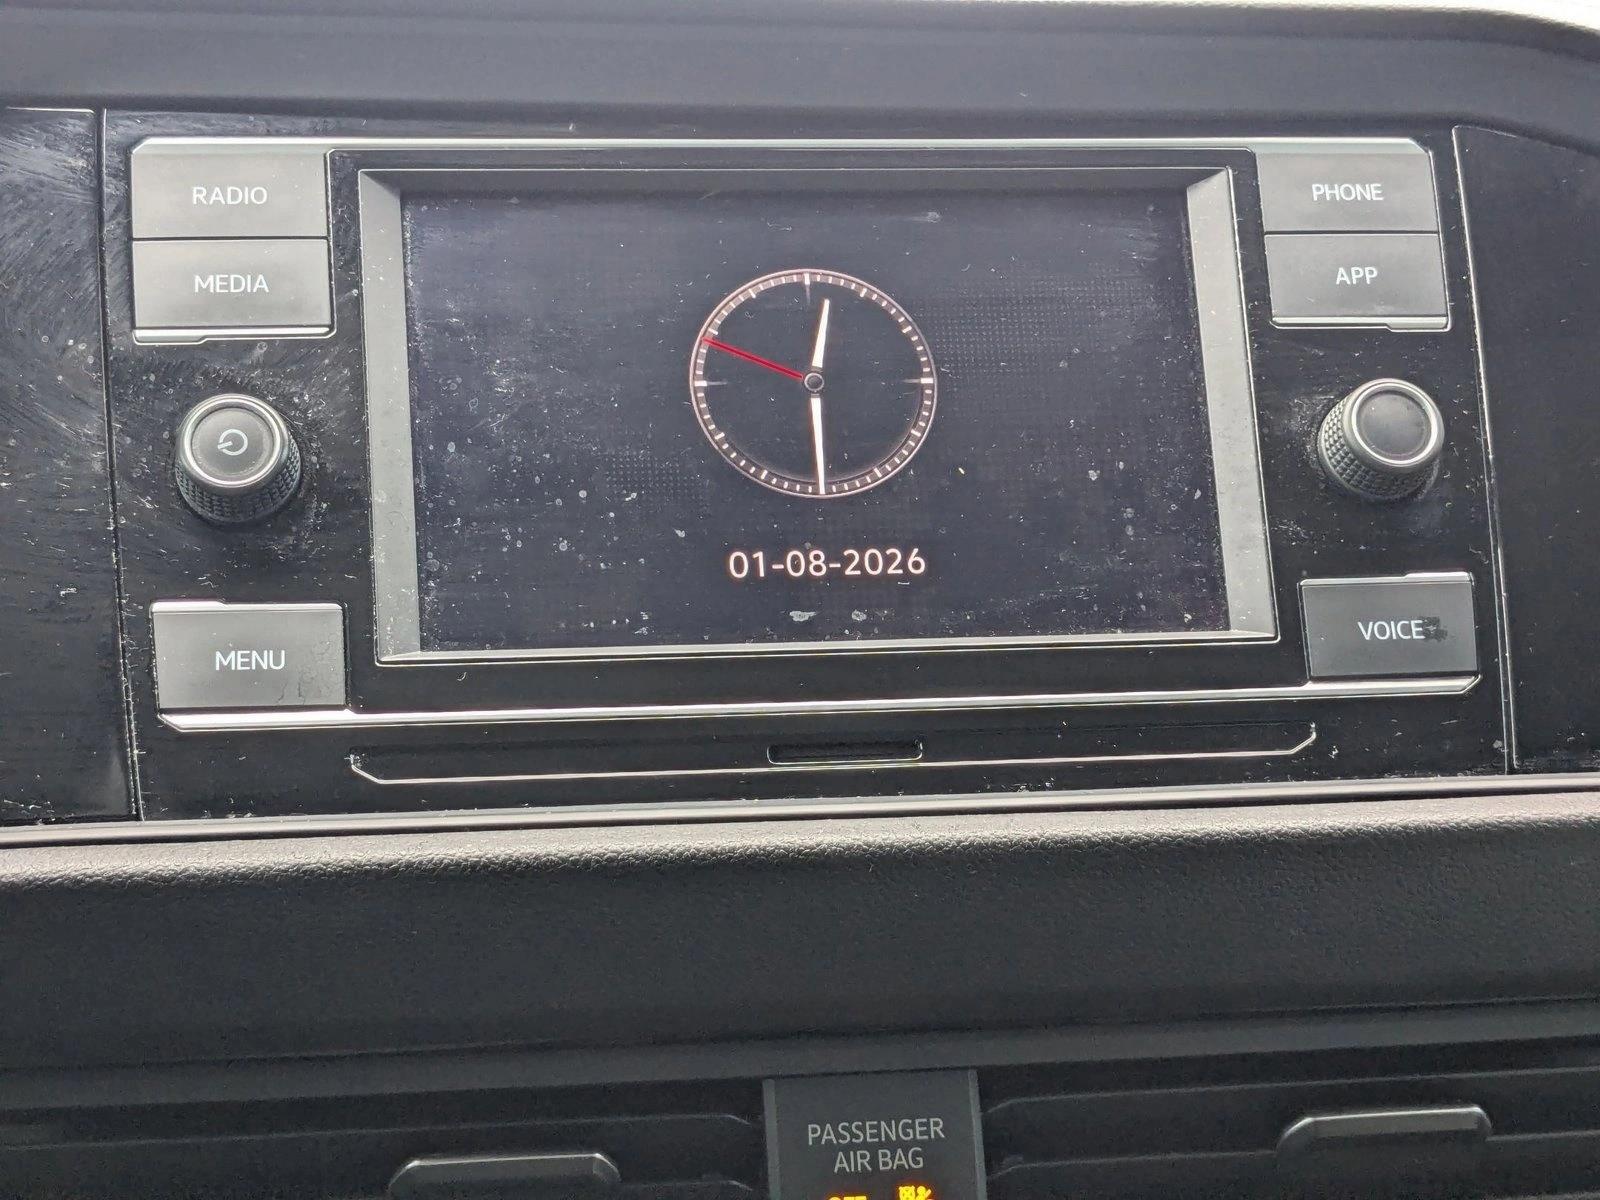 RADIO
PHONE
MEDIA
APP
01-08-2026
MENU
VOICE
PASSENGER
AIR BAG